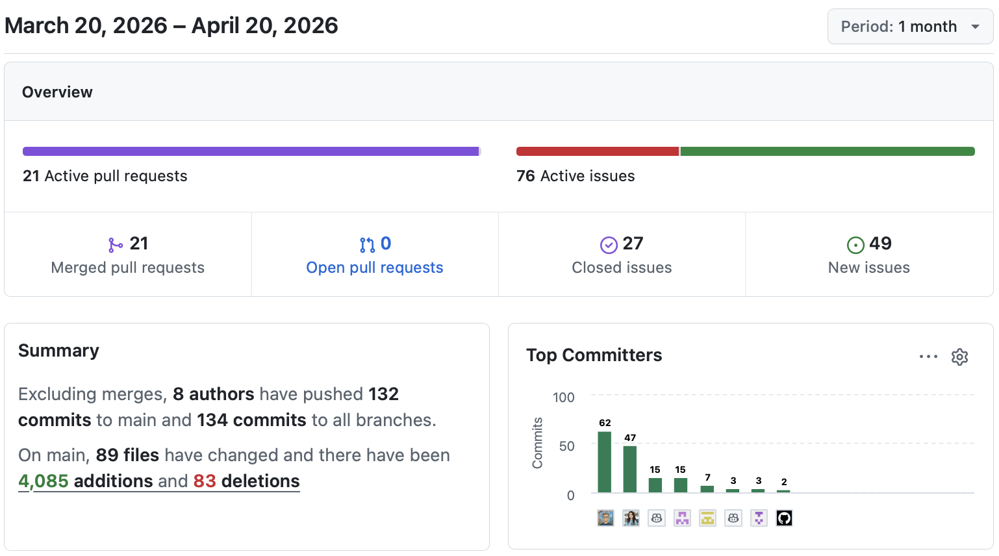 March 20, 2026 – April 20, 2026
Period: 1 month
Overview
21 Active pull requests
76 Active issues
21
Merged pull requests
0
Open pull requests
27
Closed issues
49
New issues
Summary
Excluding merges, 8 authors have pushed 132
commits to main and 134 commits to all branches.
On main, 89 files have changed and there have been
4,085 additions and 83 deletions
Top Committers
Commits
100
50
0
62
47
15
15
7
3
3
2